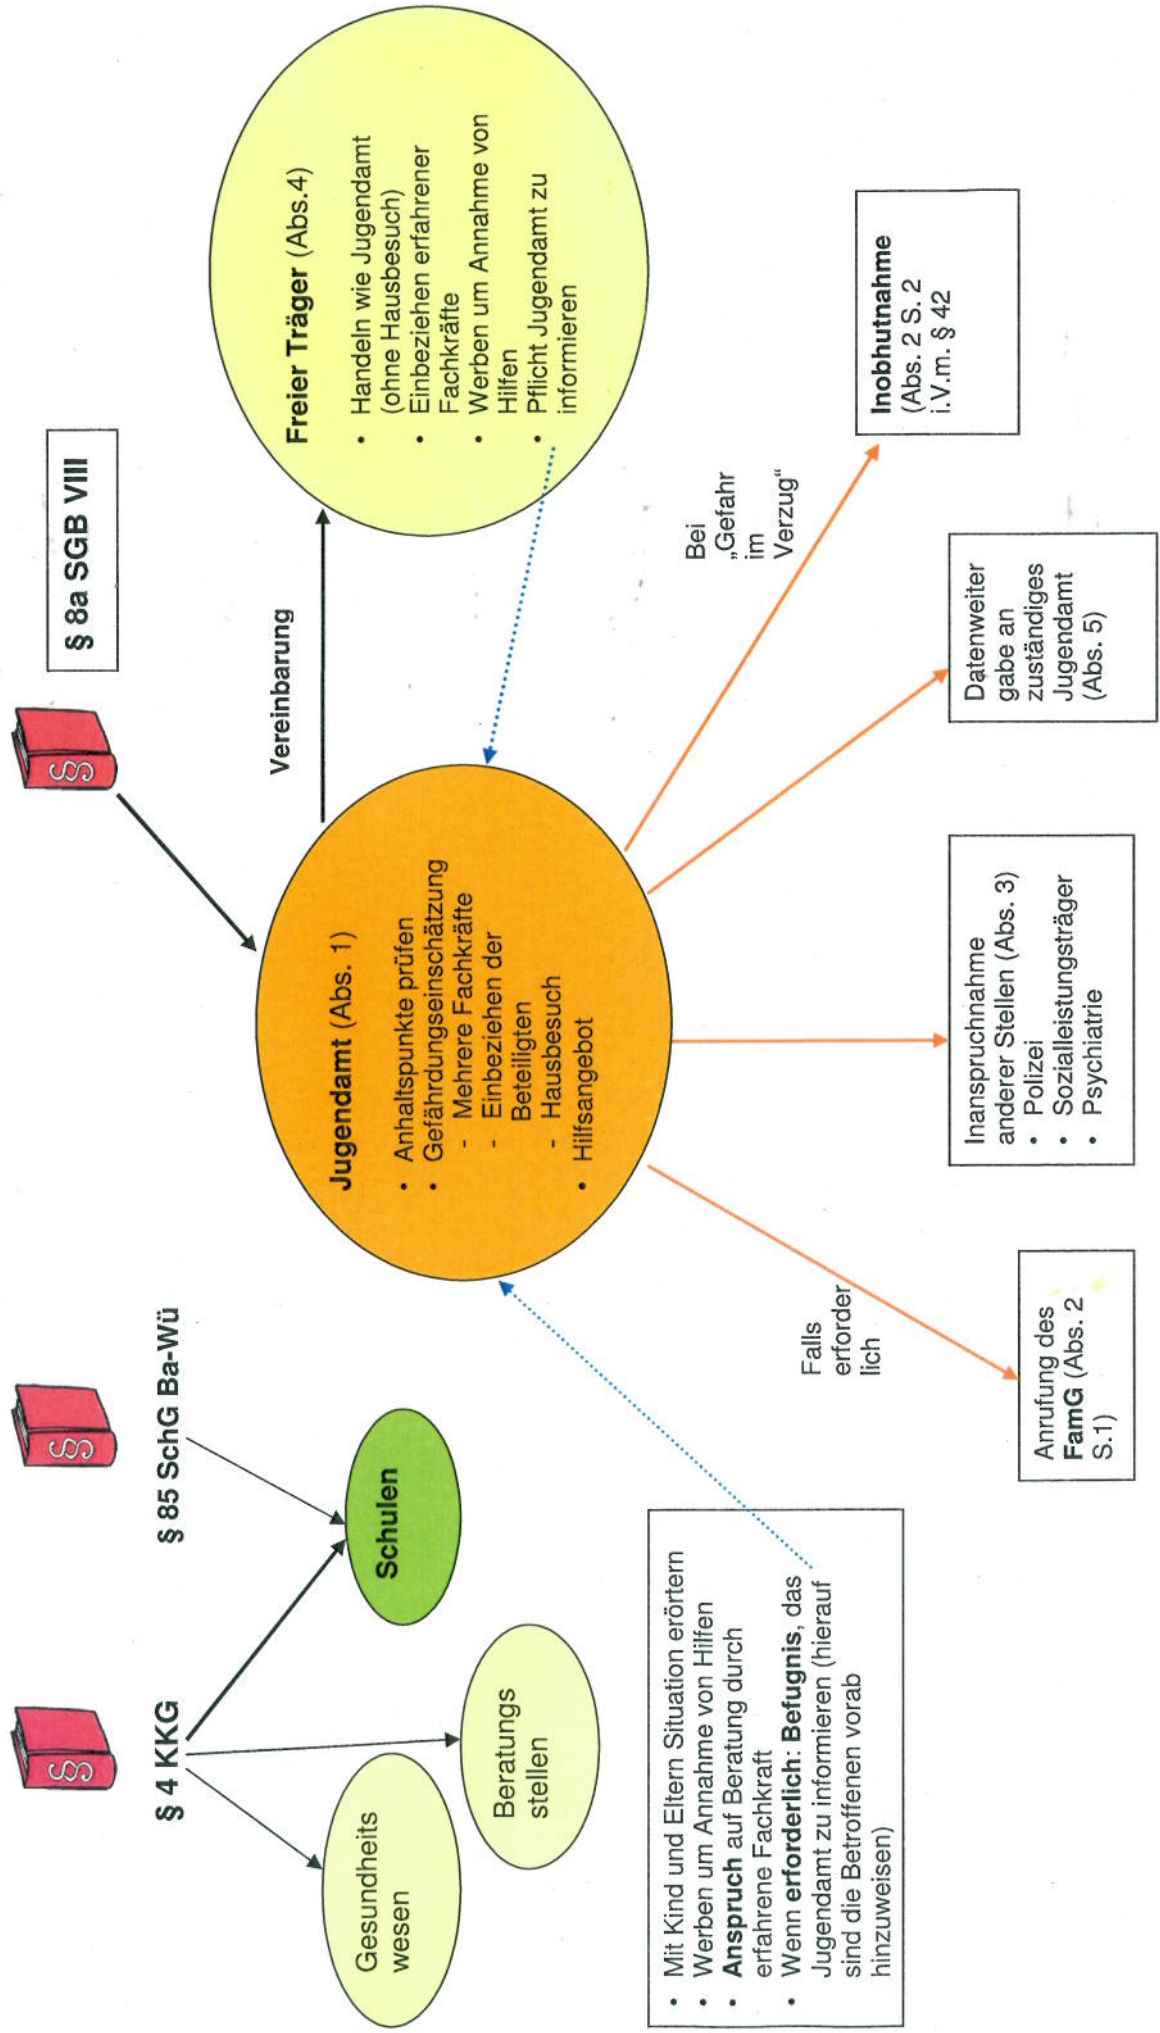 § 4 KKG
§ 85 SchG Ba-Wü
§ 8a SGB VIII
Gesundheits
wesen
Beratungs
stellen
Schulen
• Mit Kind und Eltern Situation erörtern
• Werben um Annahme von Hilfen
• Anspruch auf Beratung durch
erfahrene Fachkraft
• Wenn erforderlich: Befugnis, das
Jugendamt zu informieren (hierauf
sind die Betroffenen vorab
hinzuweisen)
Jugendamt (Abs. 1)
• Anhaltspunkte prüfen
• Gefährdungseinschätzung
- Mehrere Fachkräfte
- Einbeziehen der
Beteiligten
- Hausbesuch
• Hilfsangebot
Vereinbarung
Freier Träger (Abs.4)
• Handeln wie Jugendamt
(ohne Hausbesuch)
• Einbeziehen erfahrener
Fachkräfte
• Werben um Annahme von
Hilfen
• Pflicht Jugendamt zu
informieren
Falls
erforder
lich
Bei
„Gefahr
im
Verzug“
Anrufung des
FamG (Abs. 2
S.1)
Inanspruchnahme
anderer Stellen (Abs. 3)
• Polizei
• Sozialleistungsträger
• Psychiatrie
Datenweiter
gabe an
zuständiges
Jugendamt
(Abs. 5)
Inobhutnahme
(Abs. 2 S. 2
i.V.m. § 42
§
§
§